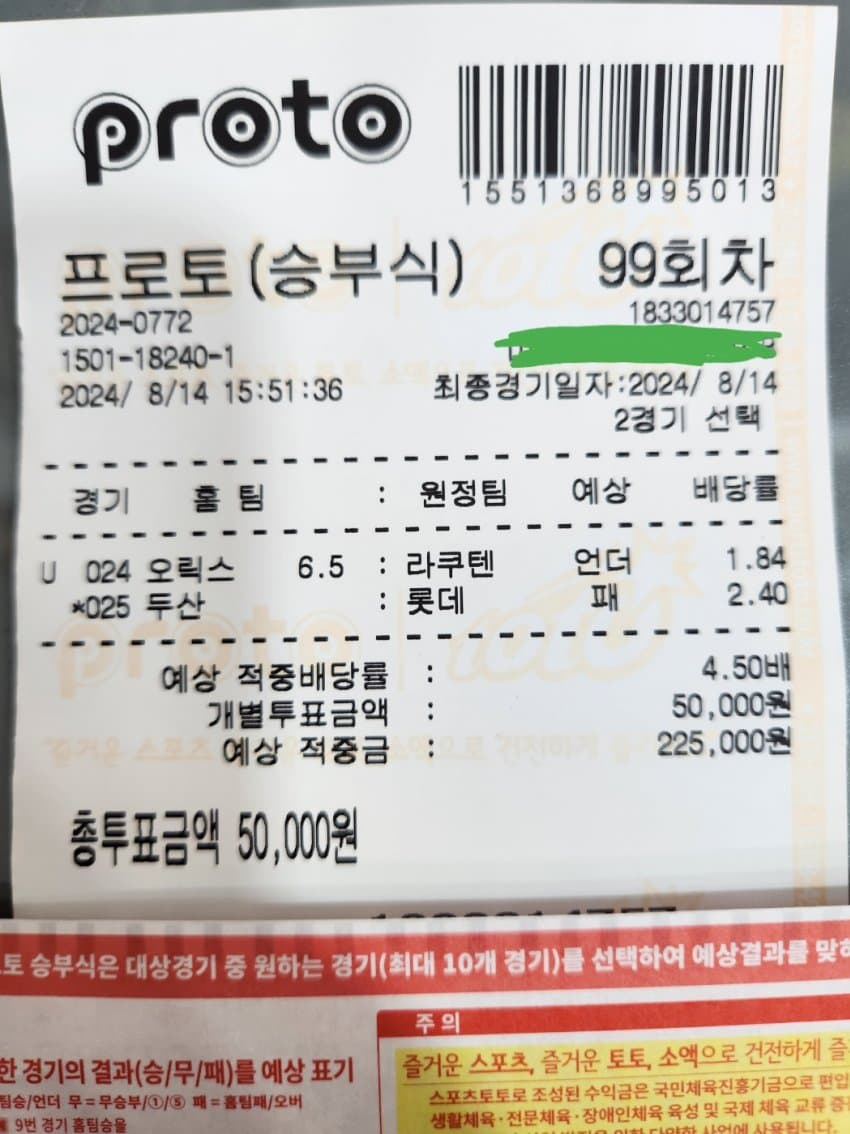 proto
1551368995013
프로토(승부식) 99회차
2024-0772 1833014757
1501-18240-1
2024/ 8/14 15:51:36 최종경기일자:2024/ 8/14
2경기 선택
경기 홈 팀 : 원정팀 예상 배당률
U 024 오릭스 6.5 : 라쿠텐 언더 1.84
*025 두산 : 롯데 패 2.40
예상 적중배당률 : 4.50배
개별투표금액 : 50,000원
예상 적중금 : 225,000원
총투표금액 50,000원
토 승부식은 대상경기 중 원하는 경기(최대 10개 경기)를 선택하여 예상결과를 맞히
주 의
한 경기의 결과(승/무/패)를 예상 표기
즐거운 스포츠, 즐거운 토토, 소액으로 건전하게 즐
팀승/언더 무=무승부/①/⑤ 패=홈팀패/오버
스포츠토토로 조성된 수익금은 국민체육진흥기금으로 편입
9번 경기 홈팀승을
생활체육·전문체육·장애인체육 육성 및 국제 체육 교류 증